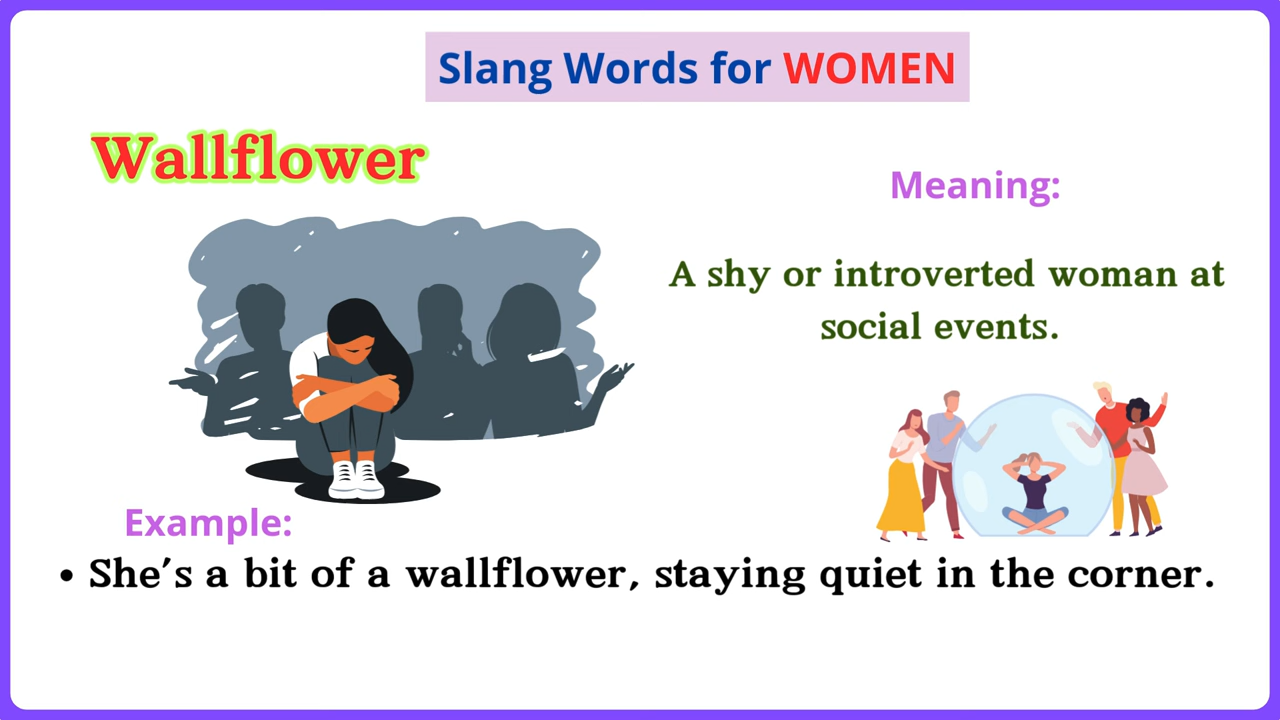 Slang Words for WOMEN
Wallflower
Meaning:
A shy or introverted woman at
social events.
Example:
• She's a bit of a wallflower, staying quiet in the corner.